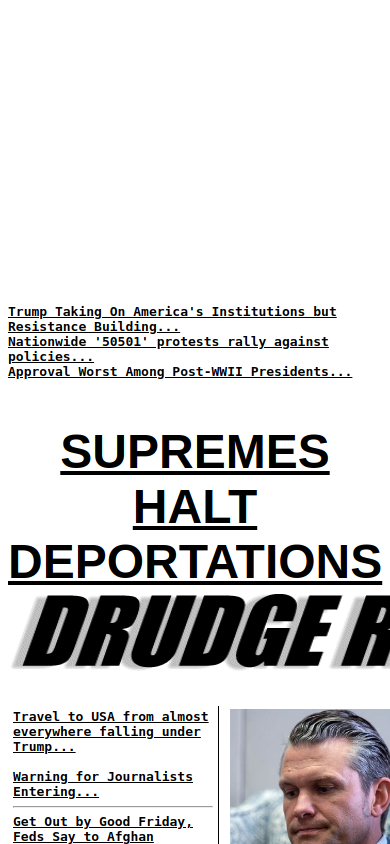 Trump Taking On America's Institutions but
Resistance Building...
Nationwide '50501' protests rally against
policies...
Approval Worst Among Post-WWII Presidents...
SUPREMES
HALT
DEPORTATIONS
DRUDGE R
Travel to USA from almost
everywhere falling under
Trump...
Warning for Journalists
Entering...
Get Out by Good Friday,
Feds Say to Afghan